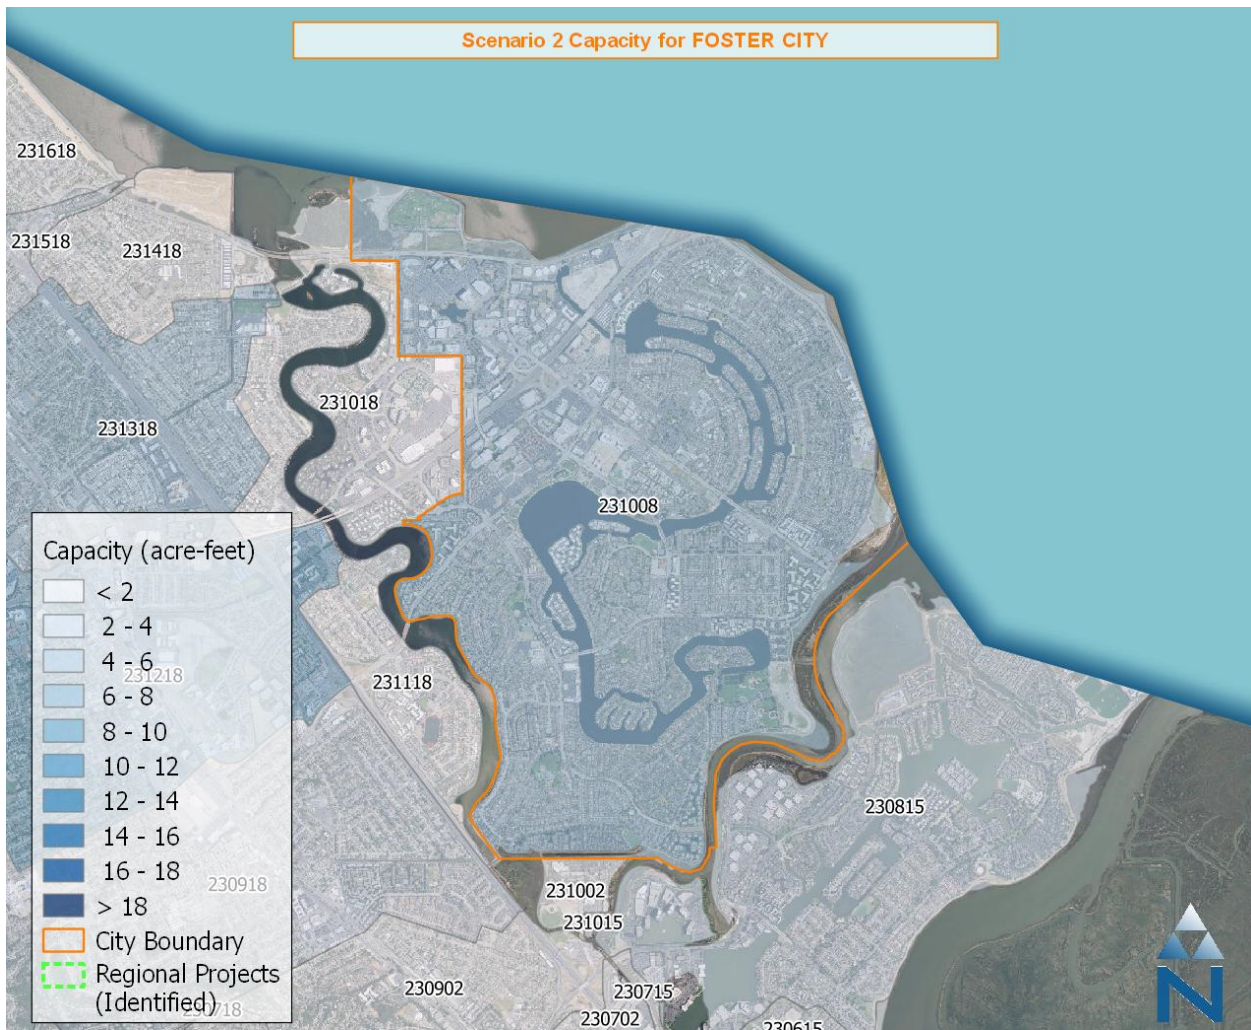 Scenario 2 Capacity for FOSTER CITY
231618
231518
231418
231018
231318
231008
Capacity (acre-feet)
< 2
2 - 4
4 - 6
6 - 8
8 - 10
10 - 12
12 - 14
14 - 16
16 - 18
> 18
City Boundary
Regional Projects
(Identified)
231218
231118
230815
230918
231002
231015
230902
230715
230718
230702
230615
N